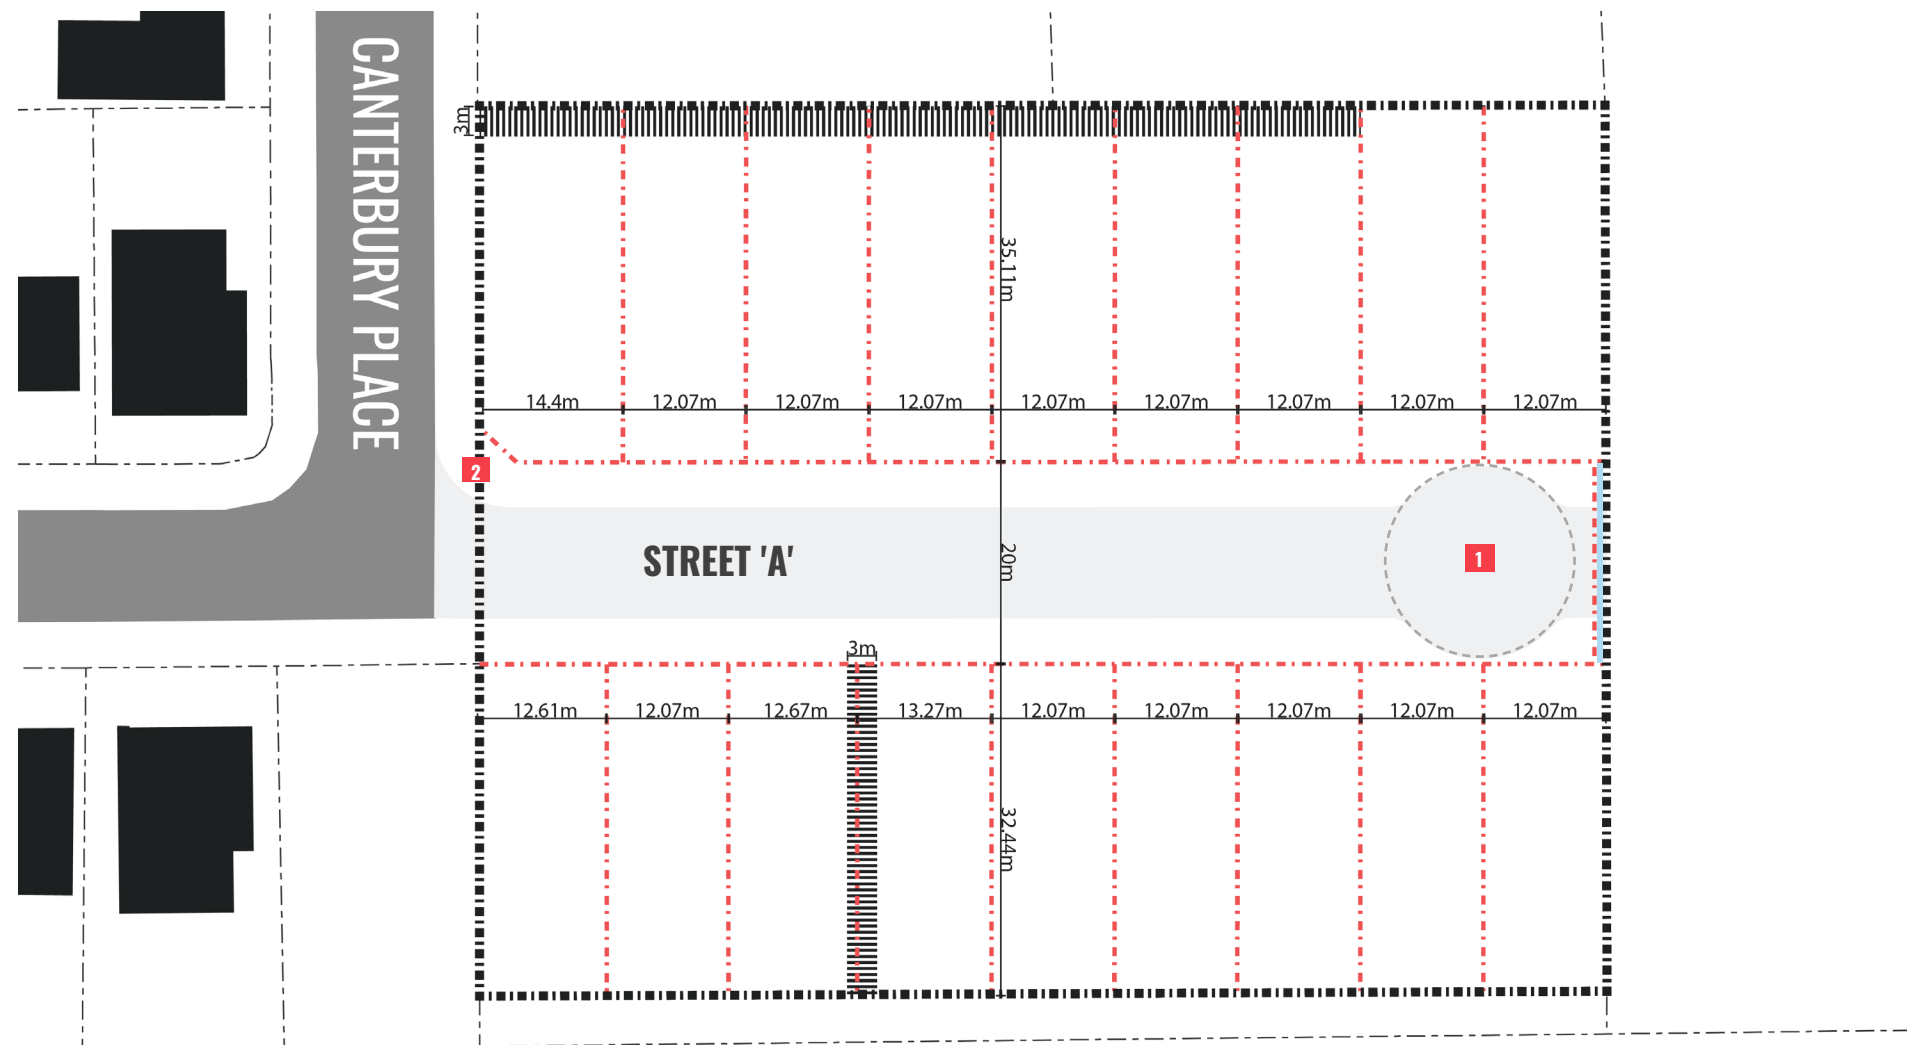 CANTERBURY PLACE
3m
35.11m
14.4m 12.07m 12.07m 12.07m 12.07m 12.07m 12.07m 12.07m 12.07m
2
STREET 'A'
20m
1
3m
12.61m 12.07m 12.67m 13.27m 12.07m 12.07m 12.07m 12.07m 12.07m
32.44m